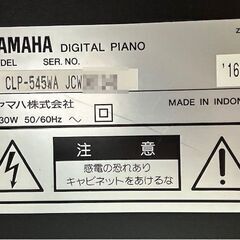 YAMAHA DIGITAL PIANO
MODEL SERIAL NO.
CLP-545WA JCW
'16
ヤマハ株式会社
MADE IN INDON
30W 50/60Hz
注意
感電の恐れあり
キャビネットをあけるな